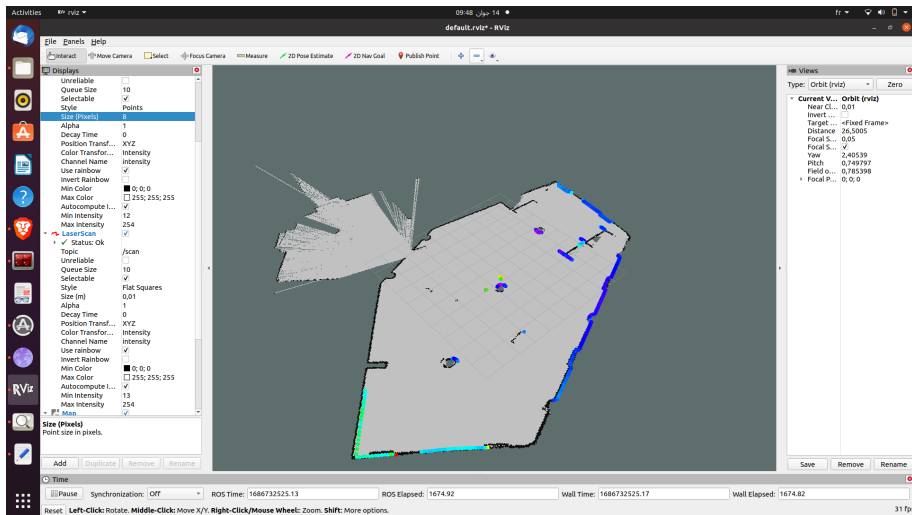 Activities RViz rviz 09:48 جوان 14 fr
default.rviz* - RViz
File Panels Help
Interact Move Camera Select Focus Camera Measure 2D Pose Estimate 2D Nav Goal Publish Point
Displays
Unreliable
Queue Size 10
Selectable
Style Points
Size (Pixels) 8
Alpha 1
Decay Time 0
Position Transf... XYZ
Color Transfor... Intensity
Channel Name intensity
Use rainbow
Invert Rainbow
Min Color 0; 0; 0
Max Color 255; 255; 255
Autocompute I...
Min Intensity 12
Max Intensity 254
LaserScan
Status: Ok
Topic /scan
Unreliable
Queue Size 10
Selectable
Style Flat Squares
Size (m) 0,01
Alpha 1
Decay Time 0
Position Transf... XYZ
Color Transfor... Intensity
Channel Name intensity
Use rainbow
Invert Rainbow
Min Color 0; 0; 0
Max Color 255; 255; 255
Autocompute I...
Min Intensity 13
Max Intensity 254
Map
Size (Pixels)
Point size in pixels.
Add Duplicate Remove Rename
Views
Type: Orbit (rviz) Zero
Current V... Orbit (rviz)
Near Cl... 0,01
Invert ...
Target ... <Fixed Frame>
Distance 26,5005
Focal S... 0,05
Focal S...
Yaw 2,40539
Pitch 0,749797
Field o... 0,785398
Focal P... 0; 0; 0
Save Remove Rename
Time
Pause Synchronization: Off ROS Time: 1686732525.13 ROS Elapsed: 1674.92 Wall Time: 1686732525.17 Wall Elapsed: 1674.82
Reset Left-Click: Rotate. Middle-Click: Move X/Y. Right-Click/Mouse Wheel: Zoom. Shift: More options. 31 fp